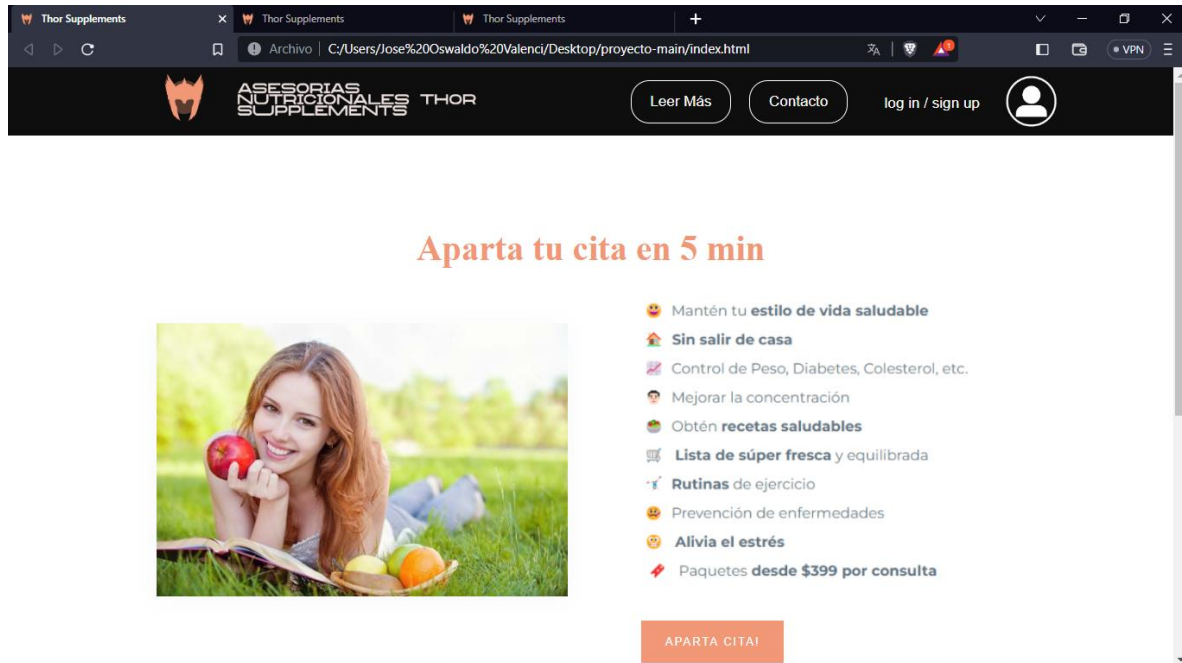 Thor Supplements
Thor Supplements
Thor Supplements
Archivo
C:/Users/Jose%20Oswaldo%20Valenci/Desktop/proyecto-main/index.html
1
VPN
ASESORIAS
NUTRICIONALES THOR
SUPPLEMENTS
Leer Más
Contacto
log in / sign up
Aparta tu cita en 5 min
Mantén tu estilo de vida saludable
Sin salir de casa
Control de Peso, Diabetes, Colesterol, etc.
Mejorar la concentración
Obtén recetas saludables
Lista de súper fresca y equilibrada
Rutinas de ejercicio
Prevención de enfermedades
Alivia el estrés
Paquetes desde $399 por consulta
APARTA CITA!